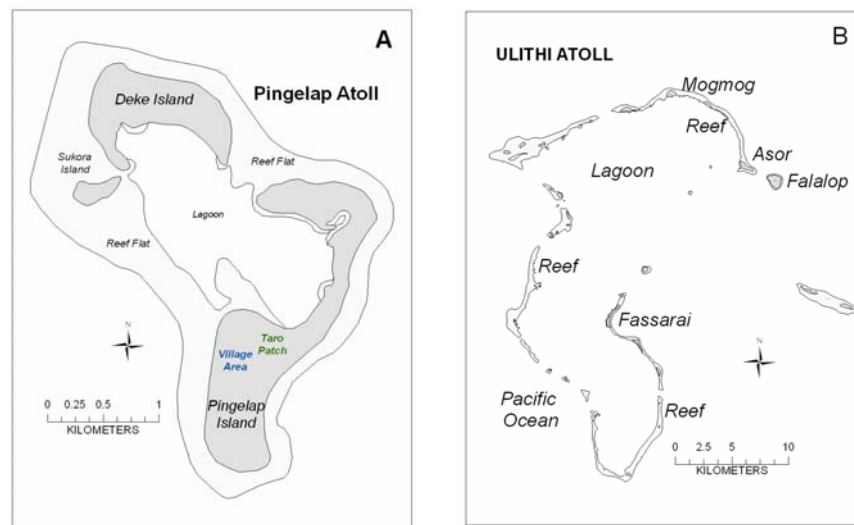 A
Deke Island
Pingelap Atoll
Sukora
Island
Reef Flat
Lagoon
Reef Flat
N
Taro
Patch
Village
Area
Pingelap
Island
0 0.25 0.5 1
KILOMETERS
B
ULITHI ATOLL
Mogmog
Reef
Asor
Lagoon
Falalop
Reef
Fassarai
N
Pacific
Ocean
Reef
0 2.5 5 10
KILOMETERS